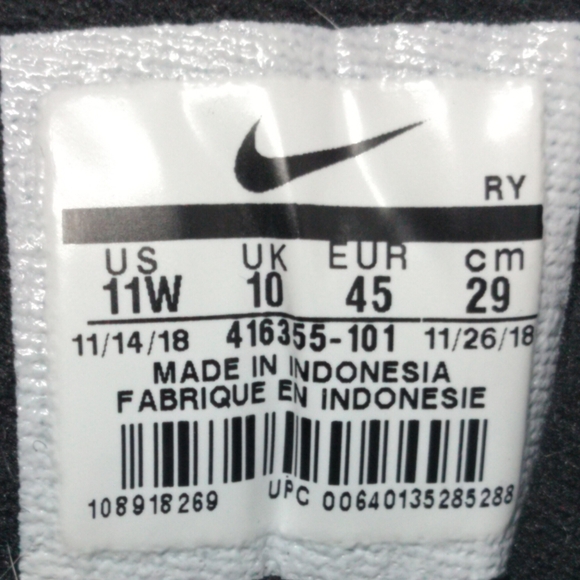 RY
US UK EUR cm
11W 10 45 29
11/14/18 416355-101 11/26/18
MADE IN INDONESIA
FABRIQUE EN INDONESIE
108918269 UPC 00640135285288